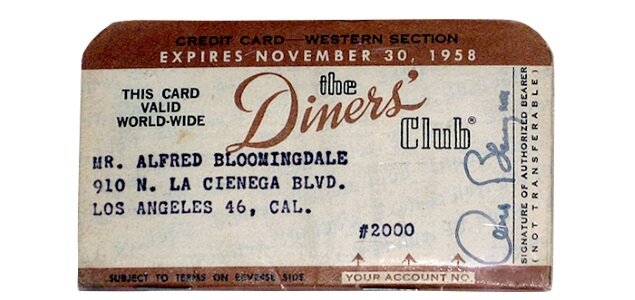 CREDIT CARD—WESTERN SECTION
EXPIRES NOVEMBER 30, 1958
THIS CARD
VALID
WORLD-WIDE
the
Diners'
Club®
MR. ALFRED BLOOMINGDALE
910 N. LA CIENEGA BLVD.
LOS ANGELES 46, CAL.
#2000
SUBJECT TO TERMS ON REVERSE SIDE
YOUR ACCOUNT NO.
SIGNATURE OF AUTHORIZED BEARER
(NOT TRANSFERABLE)